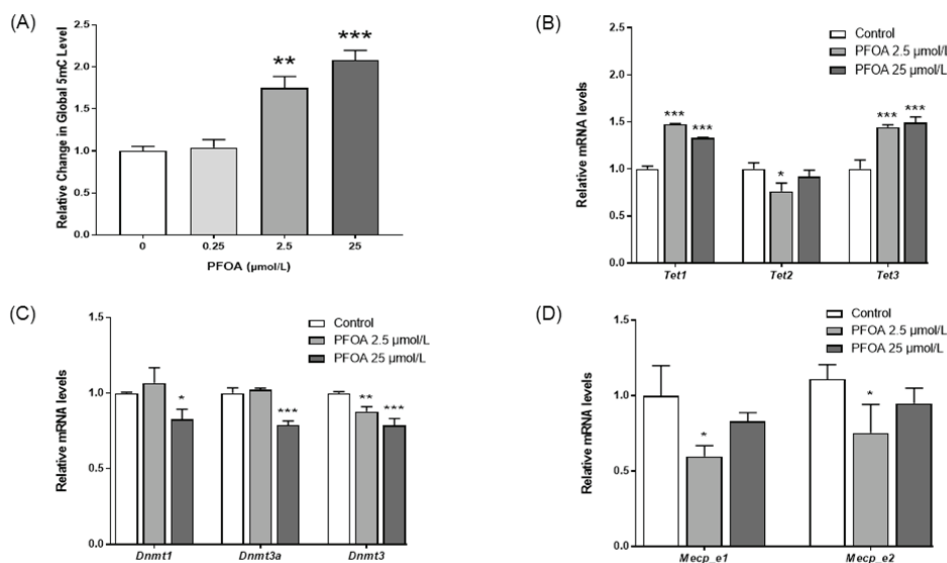 (A)
Relative Change in Global 5mC Level
2.5
2.0
1.5
1.0
0.5
0.0
**
***
0
0.25
2.5
25
PFOA (µmol/L)
(B)
Control
PFOA 2.5 µmol/L
PFOA 25 µmol/L
Relative mRNA levels
2.5
2.0
1.5
1.0
0.5
0.0
***
***
*
***
***
Tet1
Tet2
Tet3
(C)
Control
PFOA 2.5 µmol/L
PFOA 25 µmol/L
Relative mRNA levels
1.5
1.0
0.5
0.0
*
***
**
***
Dnmt1
Dnmt3a
Dnmt3
(D)
Control
PFOA 2.5 µmol/L
PFOA 25 µmol/L
Relative mRNA levels
1.5
1.0
0.5
0.0
*
*
Mecp_e1
Mecp_e2